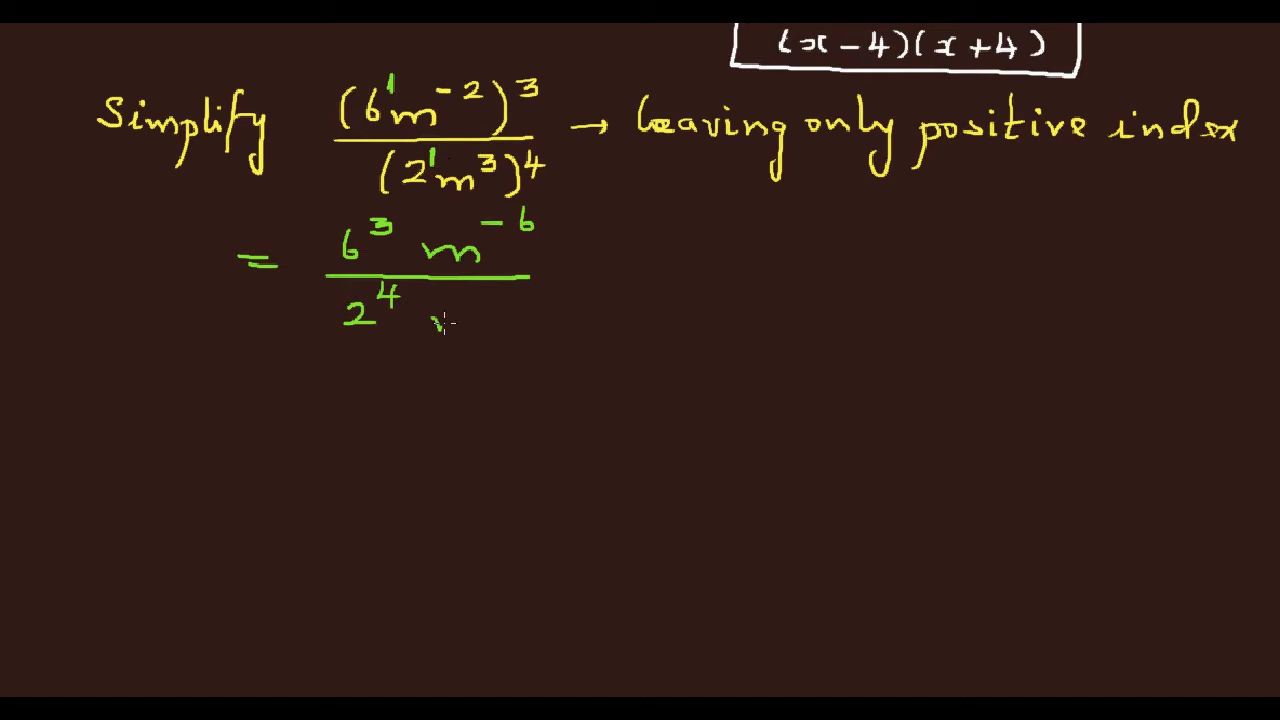 (x-4)(x+4)
Simplify (6¹m⁻²)³ / (2¹m³)⁴ → leaving only positive index
= 6³ m⁻⁶ / 2⁴